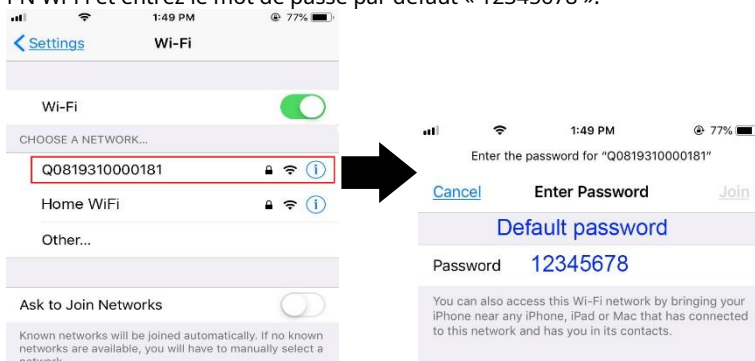 PN Wi-Fi et entrez le mot de passe par défaut « 12345678 ».
1:49 PM
77%
Settings
Wi-Fi
Wi-Fi
CHOOSE A NETWORK...
Q0819310000181
Home WiFi
Other...
Ask to Join Networks
Known networks will be joined automatically. If no known
networks are available, you will have to manually select a
network.
1:49 PM
77%
Enter the password for “Q0819310000181”
Cancel
Enter Password
Join
Default password
Password 12345678
You can also access this Wi-Fi network by bringing your
iPhone near any iPhone, iPad or Mac that has connected
to this network and has you in its contacts.